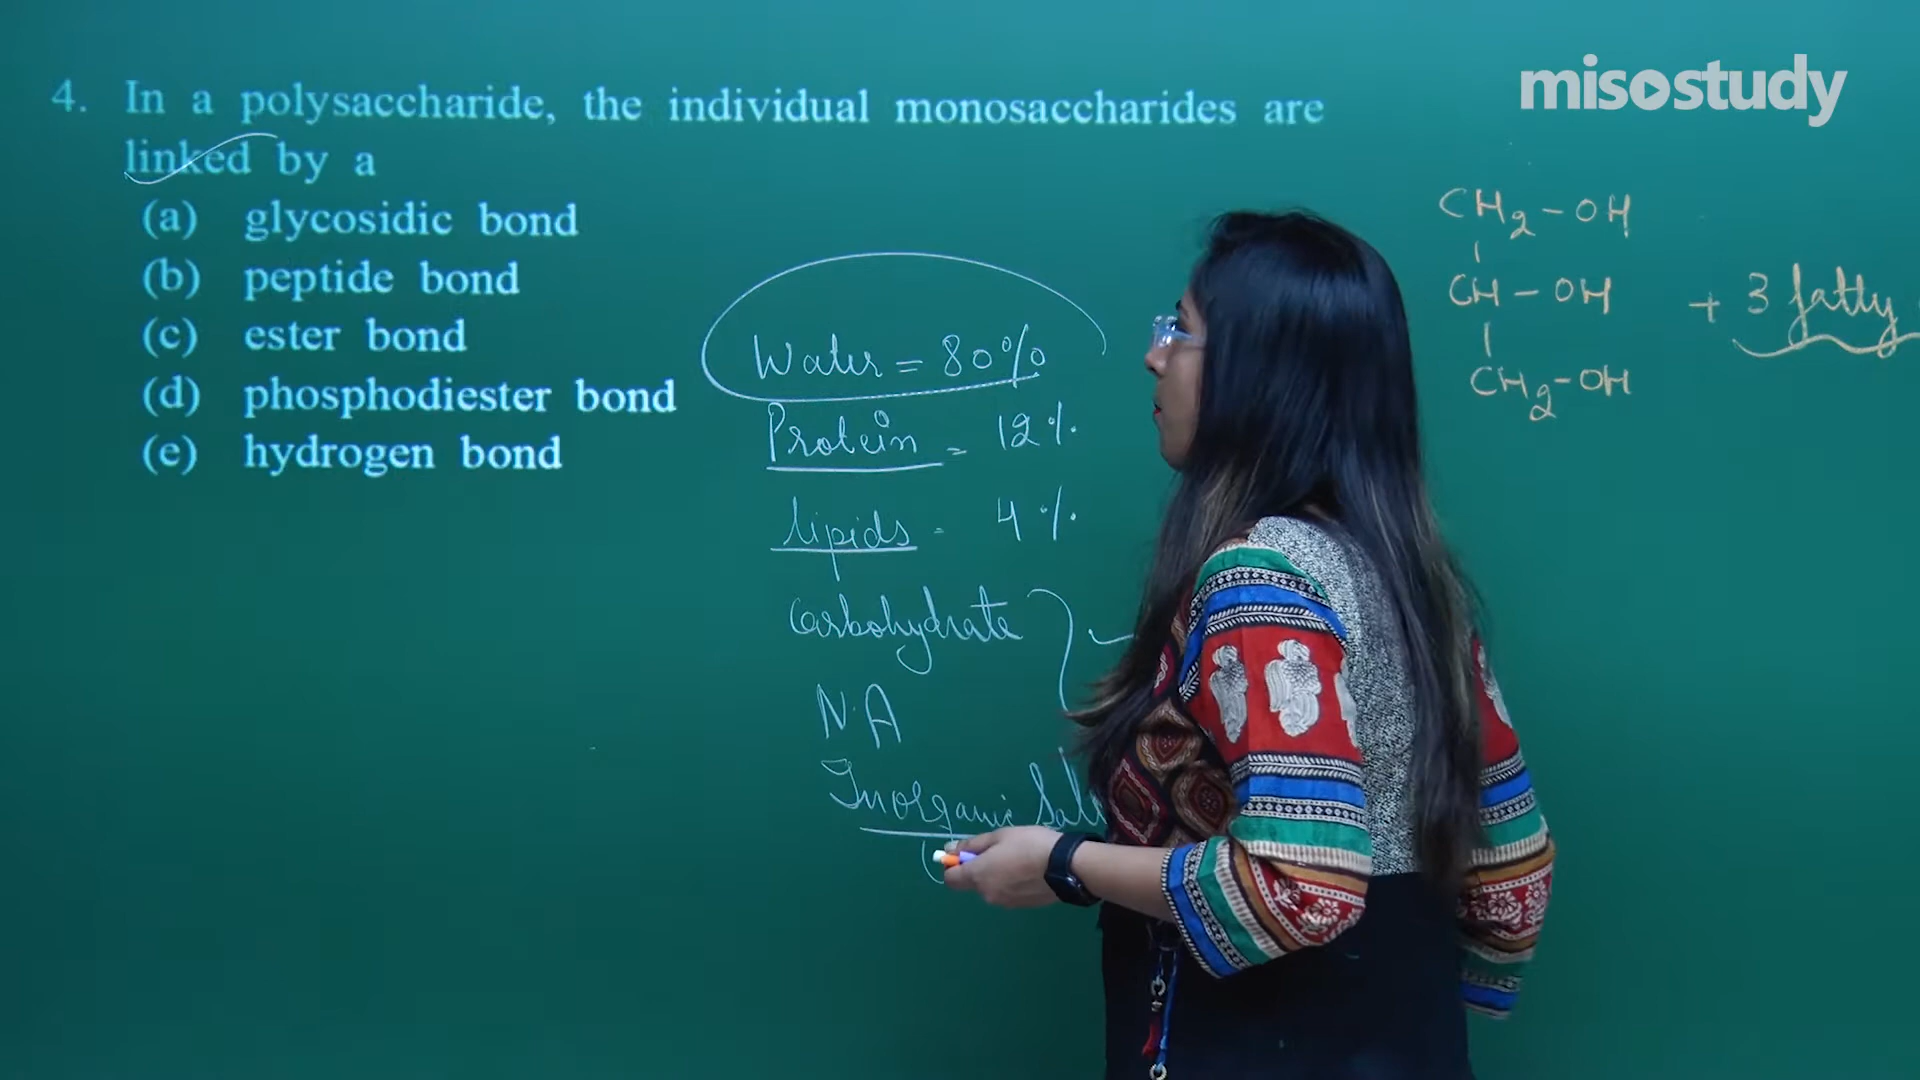 misostudy
4. In a polysaccharide, the individual monosaccharides are
linked by a
(a) glycosidic bond
(b) peptide bond
(c) ester bond
(d) phosphodiester bond
(e) hydrogen bond
Water = 80%
Protein = 12%
lipids = 4%
Carbohydrate
N.A
Inorganic Salt
CH2-OH
CH-OH
CH2-OH
+ 3 fatty